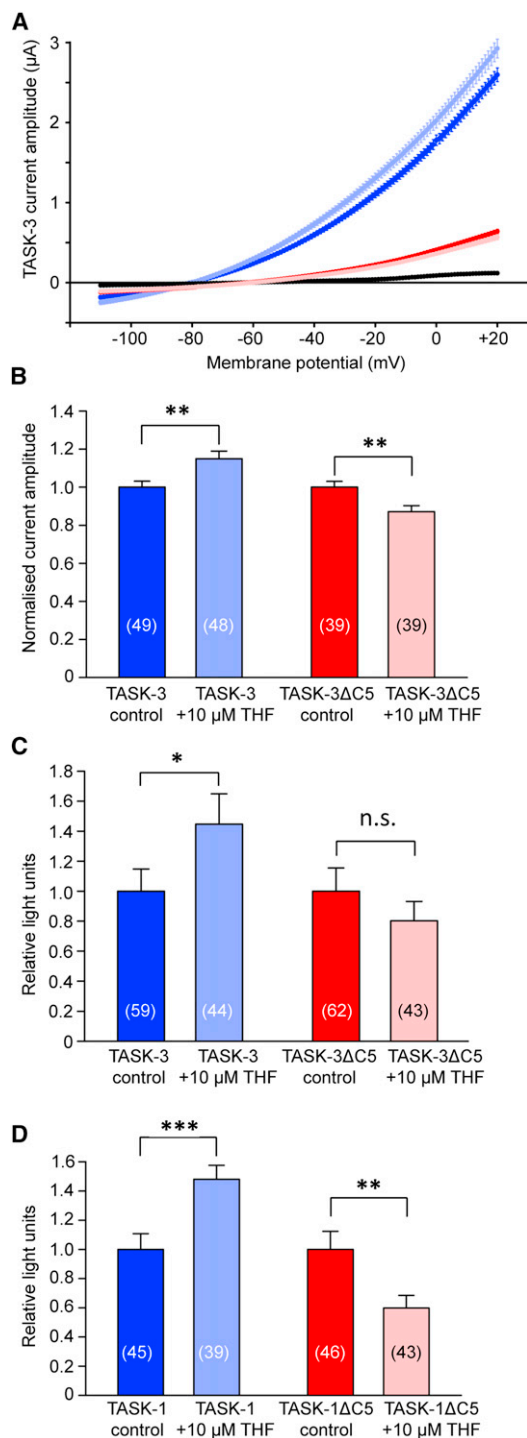 A
TASK-3 current amplitude (µA)
3
2
1
0
-100 -80 -60 -40 -20 0 +20
Membrane potential (mV)
B
Normalised current amplitude
1.4
1.2
1.0
0.8
0.6
0.4
0.2
0
** **
(49) (48) (39) (39)
TASK-3 TASK-3 TASK-3ΔC5 TASK-3ΔC5
control +10 µM THF control +10 µM THF
C
Relative light units
1.8
1.6
1.4
1.2
1.0
0.8
0.6
0.4
0.2
0
* n.s.
(59) (44) (62) (43)
TASK-3 TASK-3 TASK-3ΔC5 TASK-3ΔC5
control +10 µM THF control +10 µM THF
D
Relative light units
1.6
1.4
1.2
1.0
0.8
0.6
0.4
0.2
0
*** **
(45) (39) (46) (43)
TASK-1 TASK-1 TASK-1ΔC5 TASK-1ΔC5
control +10 µM THF control +10 µM THF